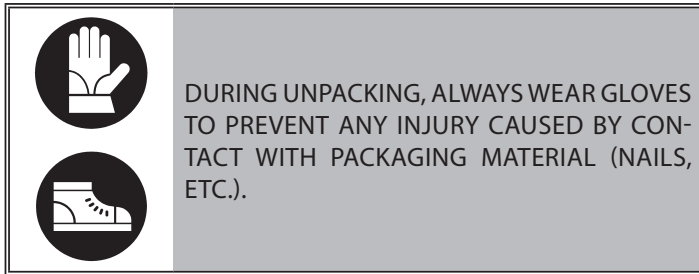 DURING UNPACKING, ALWAYS WEAR GLOVES
TO PREVENT ANY INJURY CAUSED BY CON-
TACT WITH PACKAGING MATERIAL (NAILS,
ETC.).